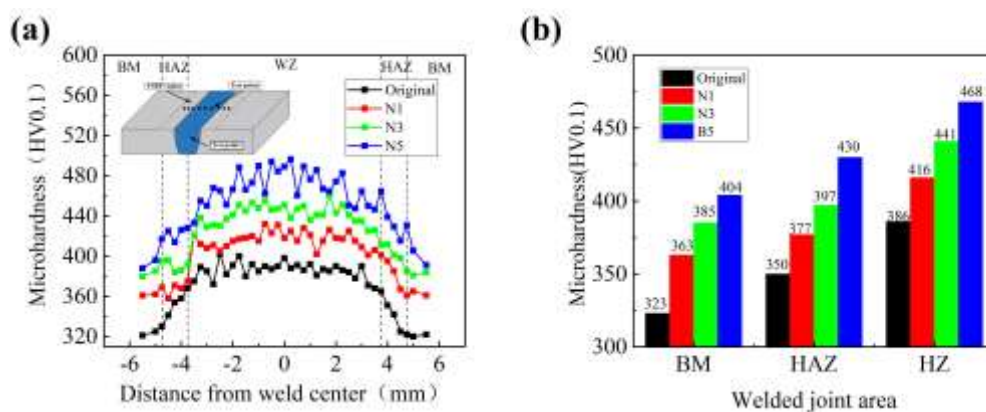 (a)
600
560
520
480
440
400
360
320
Microhardness（HV0.1）
BM
HAZ
WZ
HAZ
BM
Original
N1
N3
N5
-6
-4
-2
0
2
4
6
Distance from weld center（mm）
(b)
500
450
400
350
300
Microhardness(HV0.1)
Original
N1
N3
B5
323
363
385
404
350
377
397
430
386
416
441
468
BM
HAZ
HZ
Welded joint area